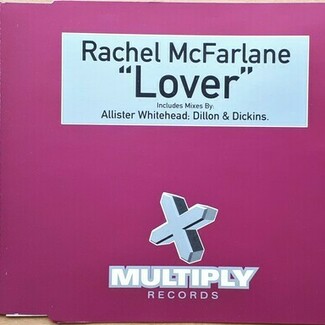 Rachel McFarlane
“Lover”
Includes Mixes By:
Allister Whitehead; Dillon & Dickins.
MULTIPLY
RECORDS